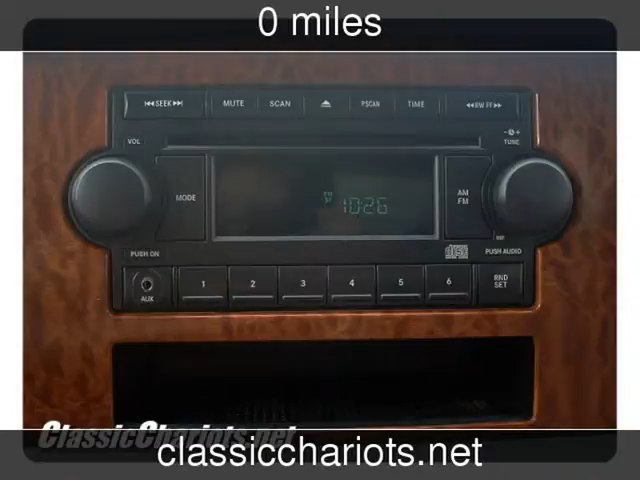 0 miles
SEEK MUTE SCAN PSCAN TIME RW FF
VOL TUNE
MODE 10:26 AM FM
PUSH ON PUSH AUDIO
AUX 1 2 3 4 5 6 RND SET
ClassicChariots.net
classicchariots.net